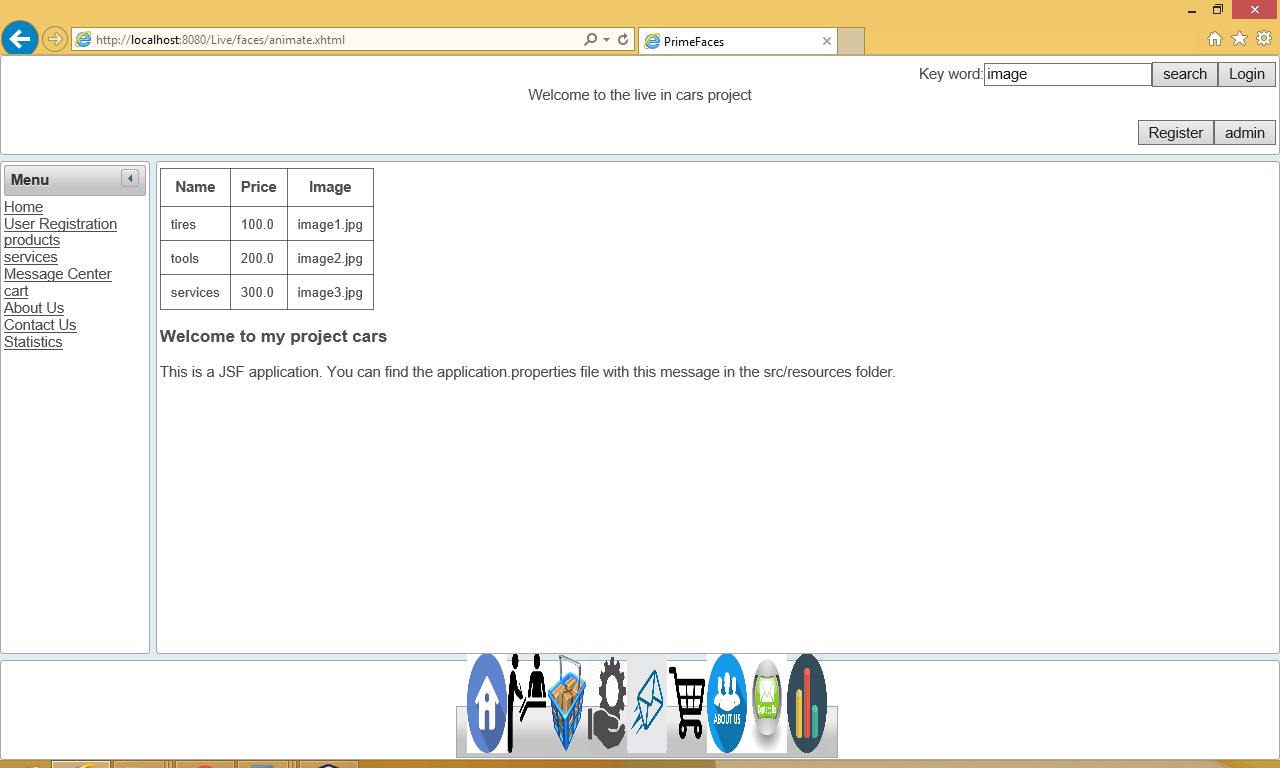 http://localhost:8080/Live/faces/animate.xhtml
PrimeFaces
Key word: image search Login
Welcome to the live in cars project
Register admin
Menu
Home
User Registration
products
services
Message Center
cart
About Us
Contact Us
Statistics
Name Price Image
tires 100.0 image1.jpg
tools 200.0 image2.jpg
services 300.0 image3.jpg
Welcome to my project cars
This is a JSF application. You can find the application.properties file with this message in the src/resources folder.
ABOUT US